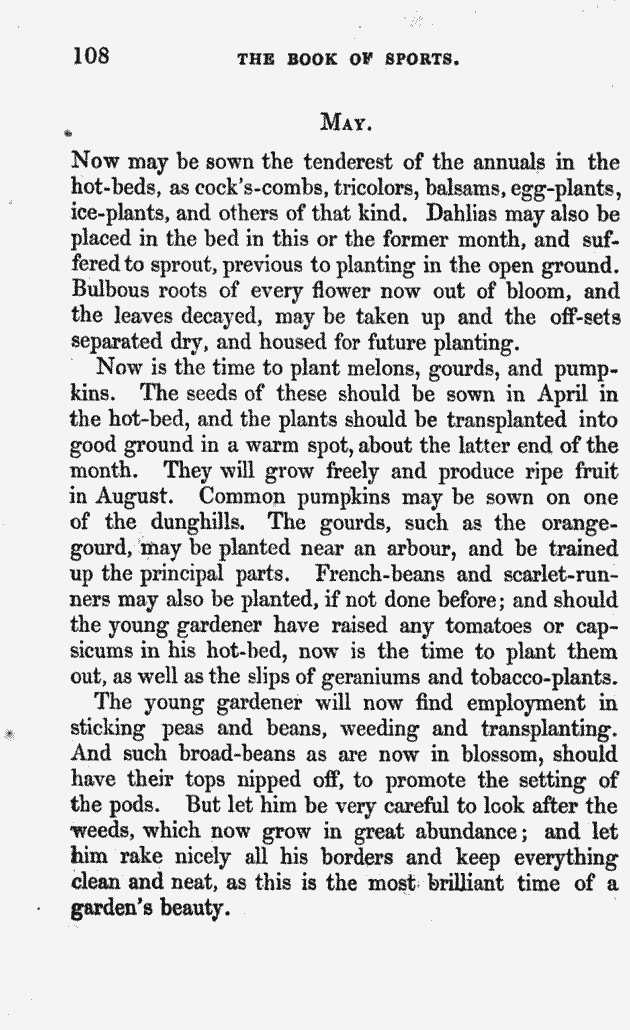 108 THE BOOK OF SPORTS.
MAY.
Now may be sown the tenderest of the annuals in the
hot-beds, as cock's-combs, tricolors, balsams, egg-plants,
ice-plants, and others of that kind. Dahlias may also be
placed in the bed in this or the former month, and suf-
fered to sprout, previous to planting in the open ground.
Bulbous roots of every flower now out of bloom, and
the leaves decayed, may be taken up and the off-sets
separated dry, and housed for future planting.
Now is the time to plant melons, gourds, and pump-
kins. The seeds of these should be sown in April in
the hot-bed, and the plants should be transplanted into
good ground in a warm spot, about the latter end of the
month. They will grow freely and produce ripe fruit
in August. Common pumpkins may be sown on one
of the dunghills. The gourds, such as the orange-
gourd, may be planted near an arbour, and be trained
up the principal parts. French-beans and scarlet-run-
ners may also be planted, if not done before; and should
the young gardener have raised any tomatoes or cap-
sicums in his hot-bed, now is the time to plant them
out, as well as the slips of geraniums and tobacco-plants.
The young gardener will now find employment in
sticking peas and beans, weeding and transplanting.
And such broad-beans as are now in blossom, should
have their tops nipped off, to promote the setting of
the pods. But let him be very careful to look after the
weeds, which now grow in great abundance; and let
him rake nicely all his borders and keep everything
clean and neat, as this is the most brilliant time of a
garden's beauty.